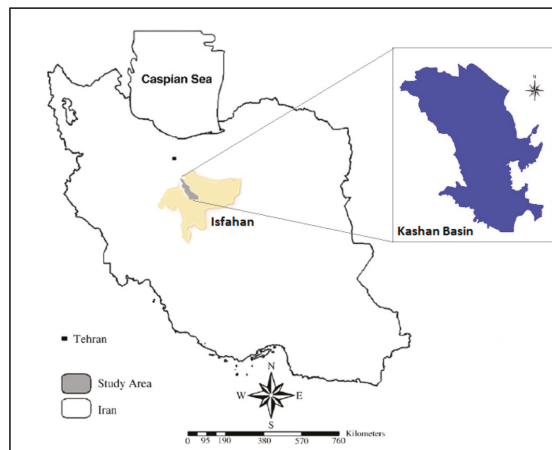 Caspian Sea
N
Isfahan
Kashan Basin
Tehran
Study Area
Iran
N
W E
S
Kilometers
0 95 190 380 570 760